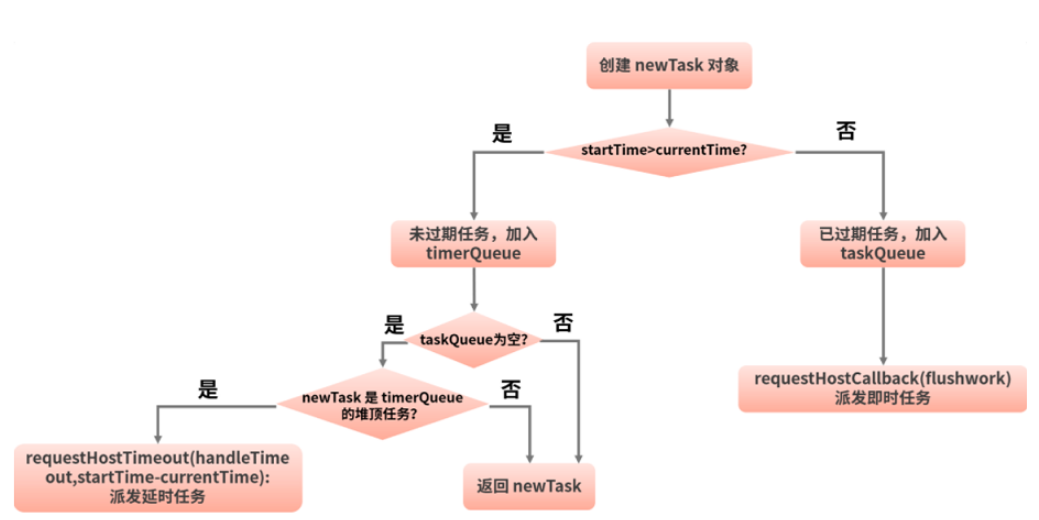 创建 newTask 对象
是
否
startTime>currentTime?
未过期任务，加入
timerQueue
已过期任务，加入
taskQueue
是
否
taskQueue为空?
是
否
newTask 是 timerQueue
的堆顶任务?
requestHostCallback(flushwork)
派发即时任务
requestHostTimeout(handleTime
out,startTime-currentTime):
派发延时任务
返回 newTask